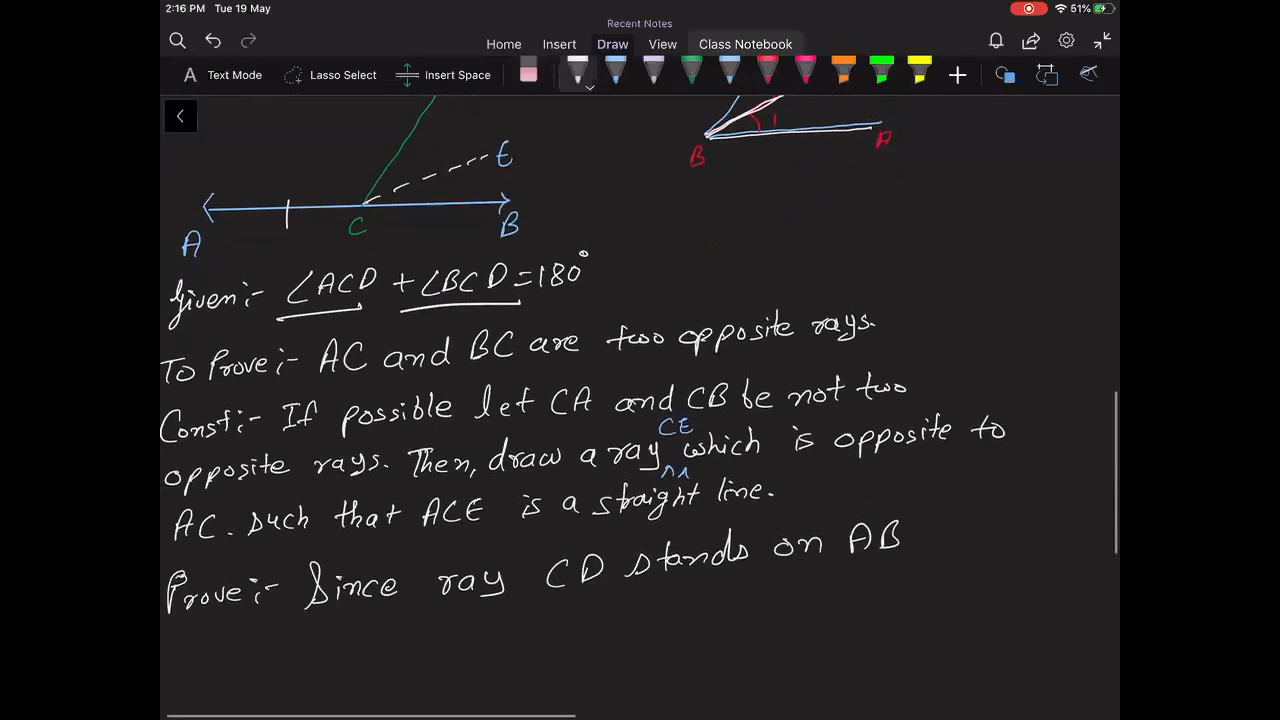 2:16 PM Tue 19 May
51%
Recent Notes
Home Insert Draw View Class Notebook
A Text Mode Lasso Select Insert Space
E
1
B
A
A
C
B
Given:- ∠ACD + ∠BCD = 180°
To Prove:- AC and BC are two opposite rays.
Const:- If possible let CA and CB be not two
CE
opposite rays. Then, draw a ray which is opposite to
AC. such that ACE is a straight line.
Prove:- Since ray CD stands on AB